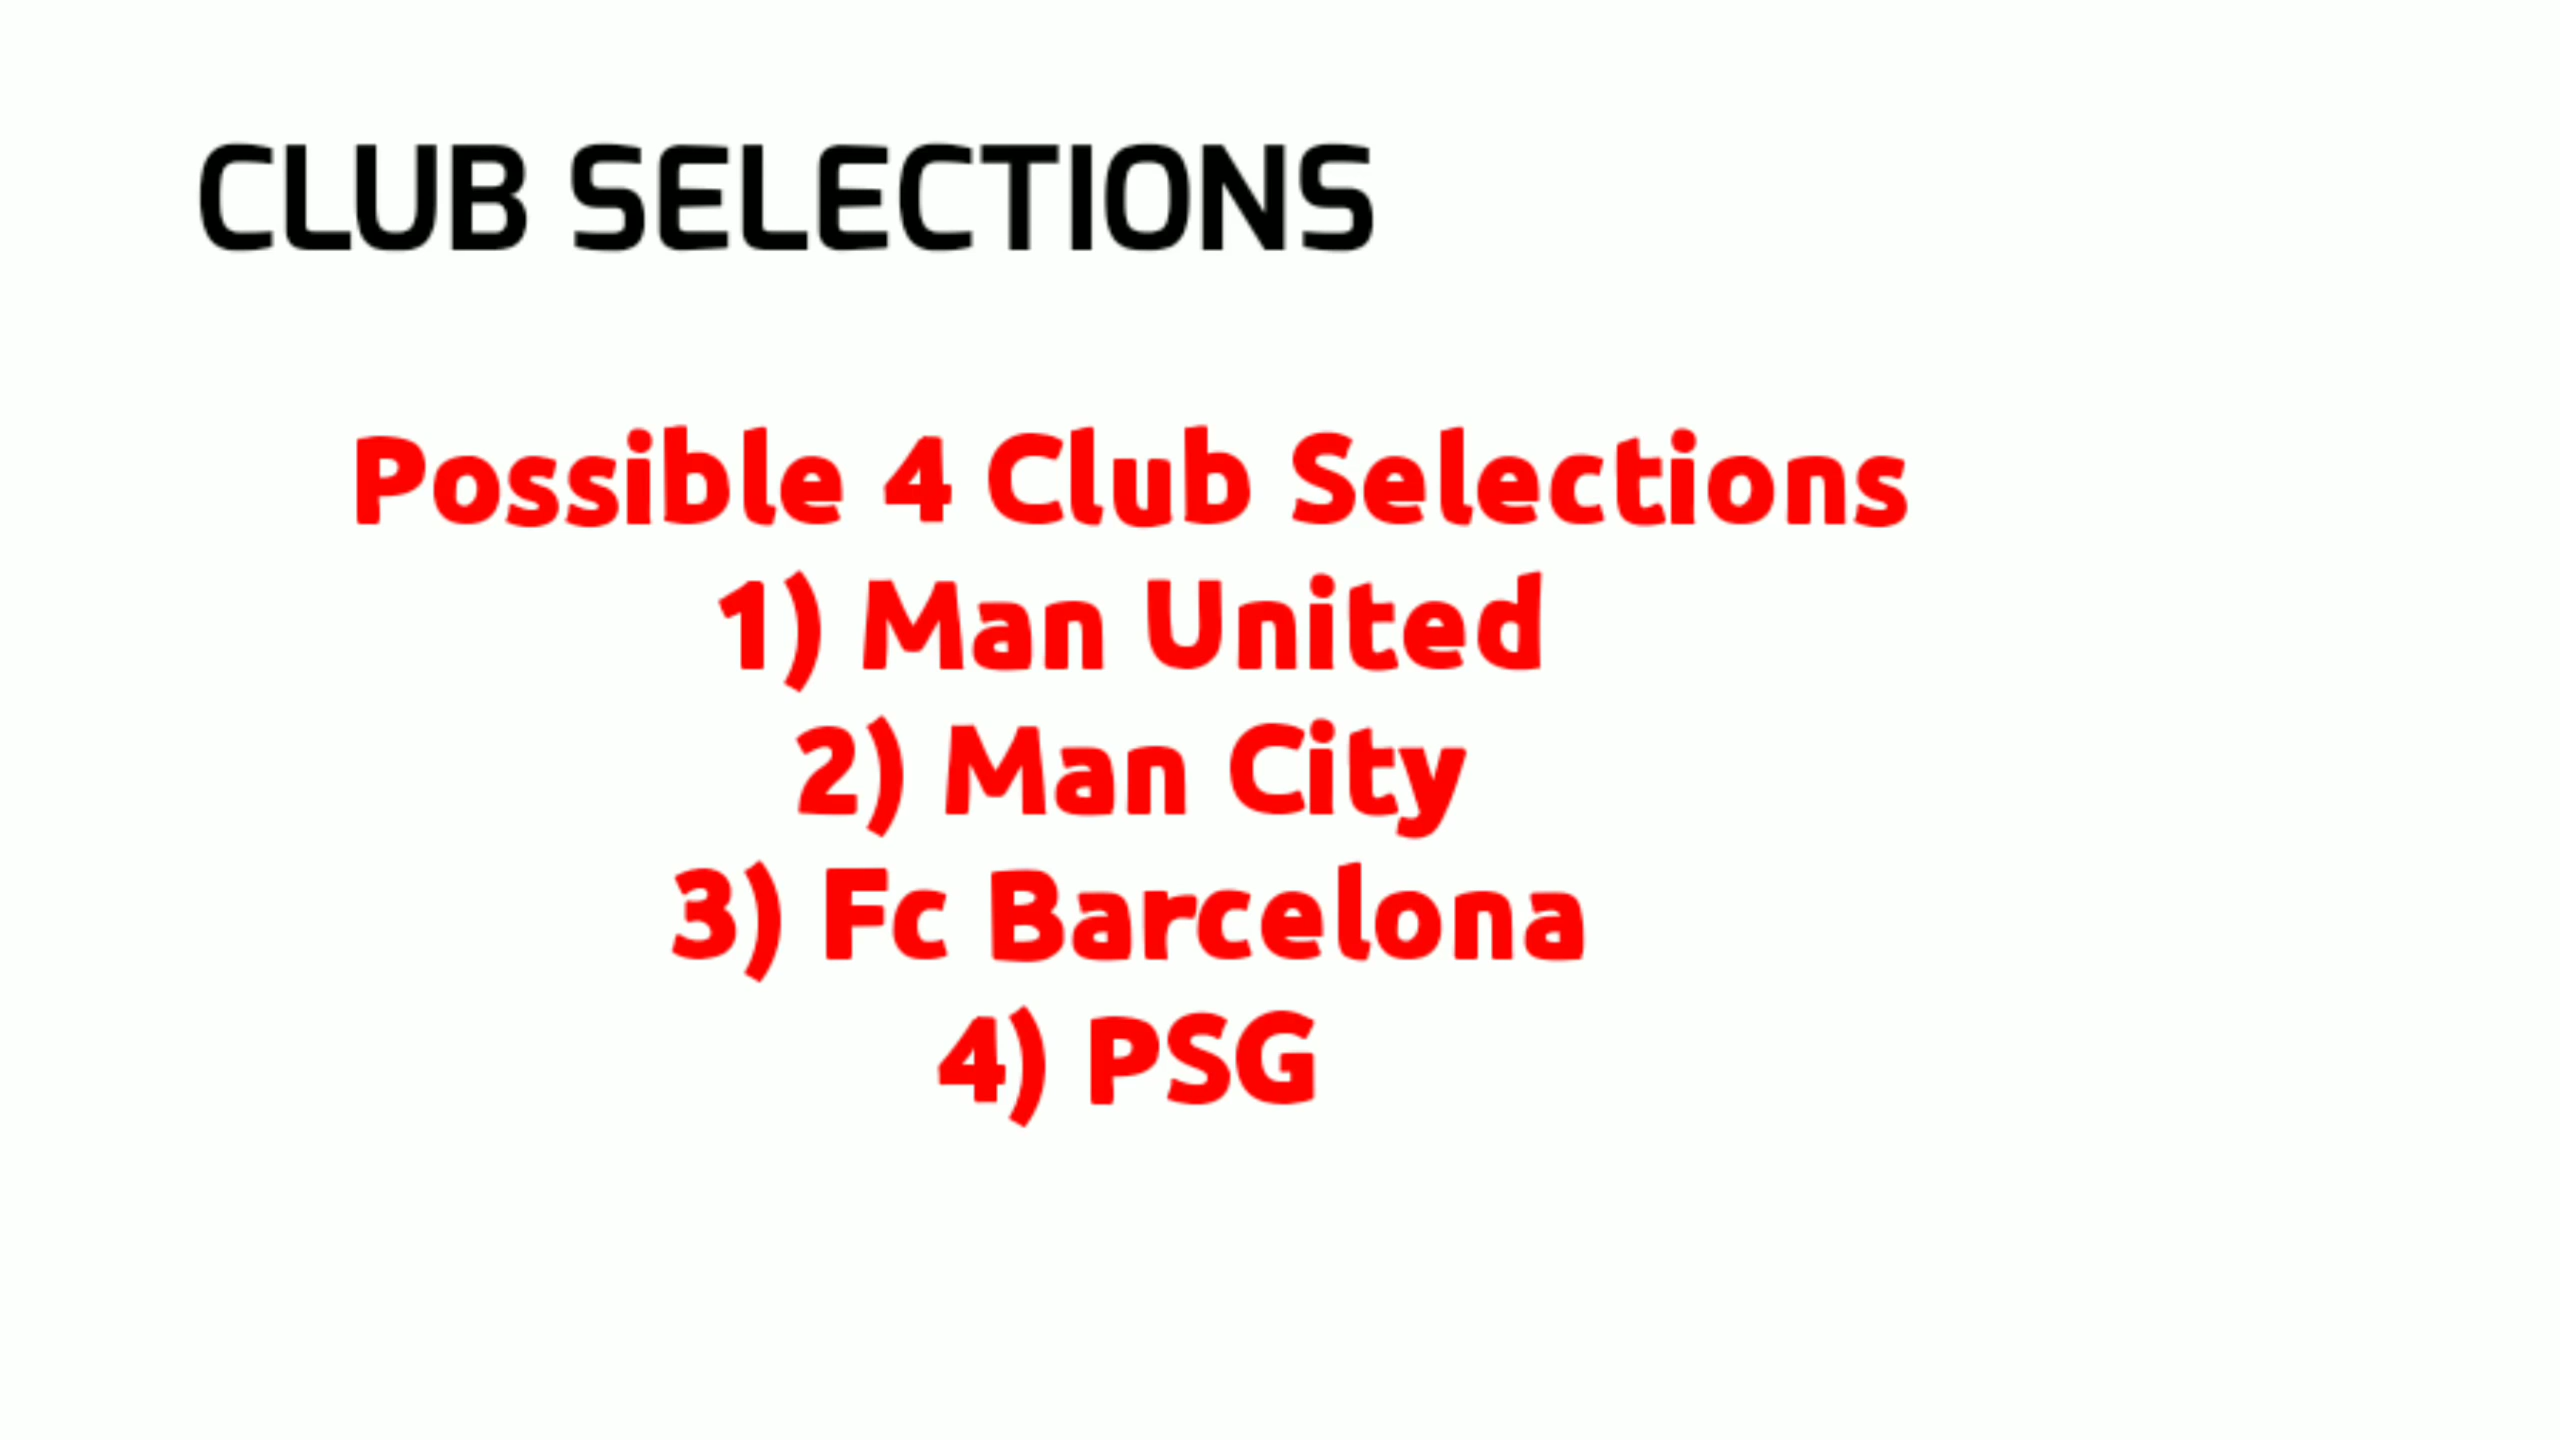 CLUB SELECTIONS
Possible 4 Club Selections
1) Man United
2) Man City
3) Fc Barcelona
4) PSG